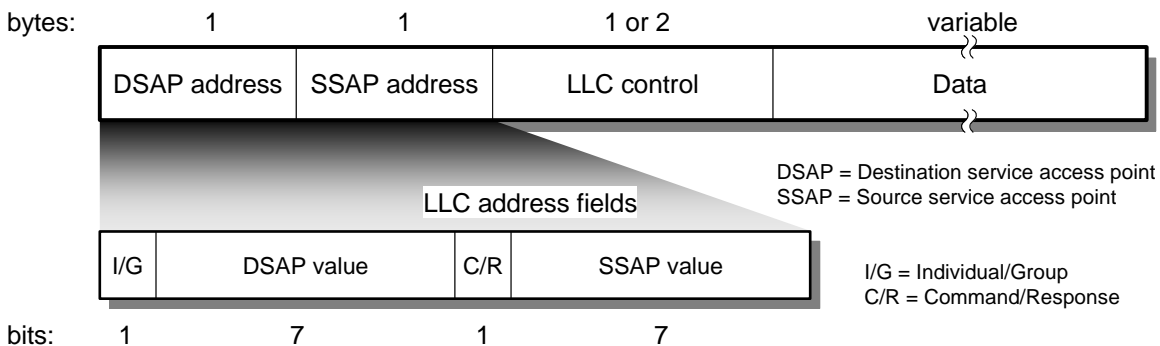 bytes: 1 1 1 or 2 variable
DSAP address SSAP address LLC control Data
DSAP = Destination service access point
SSAP = Source service access point
LLC address fields
I/G DSAP value C/R SSAP value
I/G = Individual/Group
C/R = Command/Response
bits: 1 7 1 7